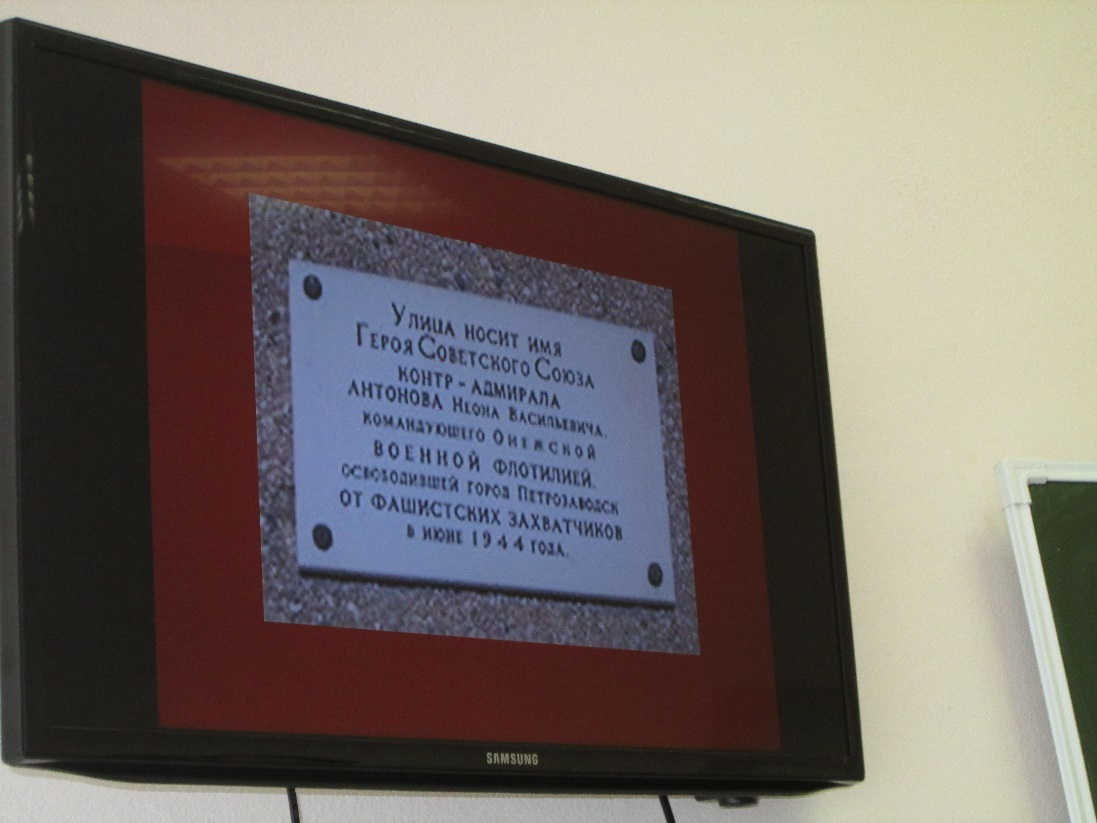 Улица носит имя
Героя Советского Союза
контр-адмирала
Антонова Неона Васильевича,
командующего Онежской
военной флотилией,
освободившей город Петрозаводск
от фашистских захватчиков
в июне 1944 года.
SAMSUNG